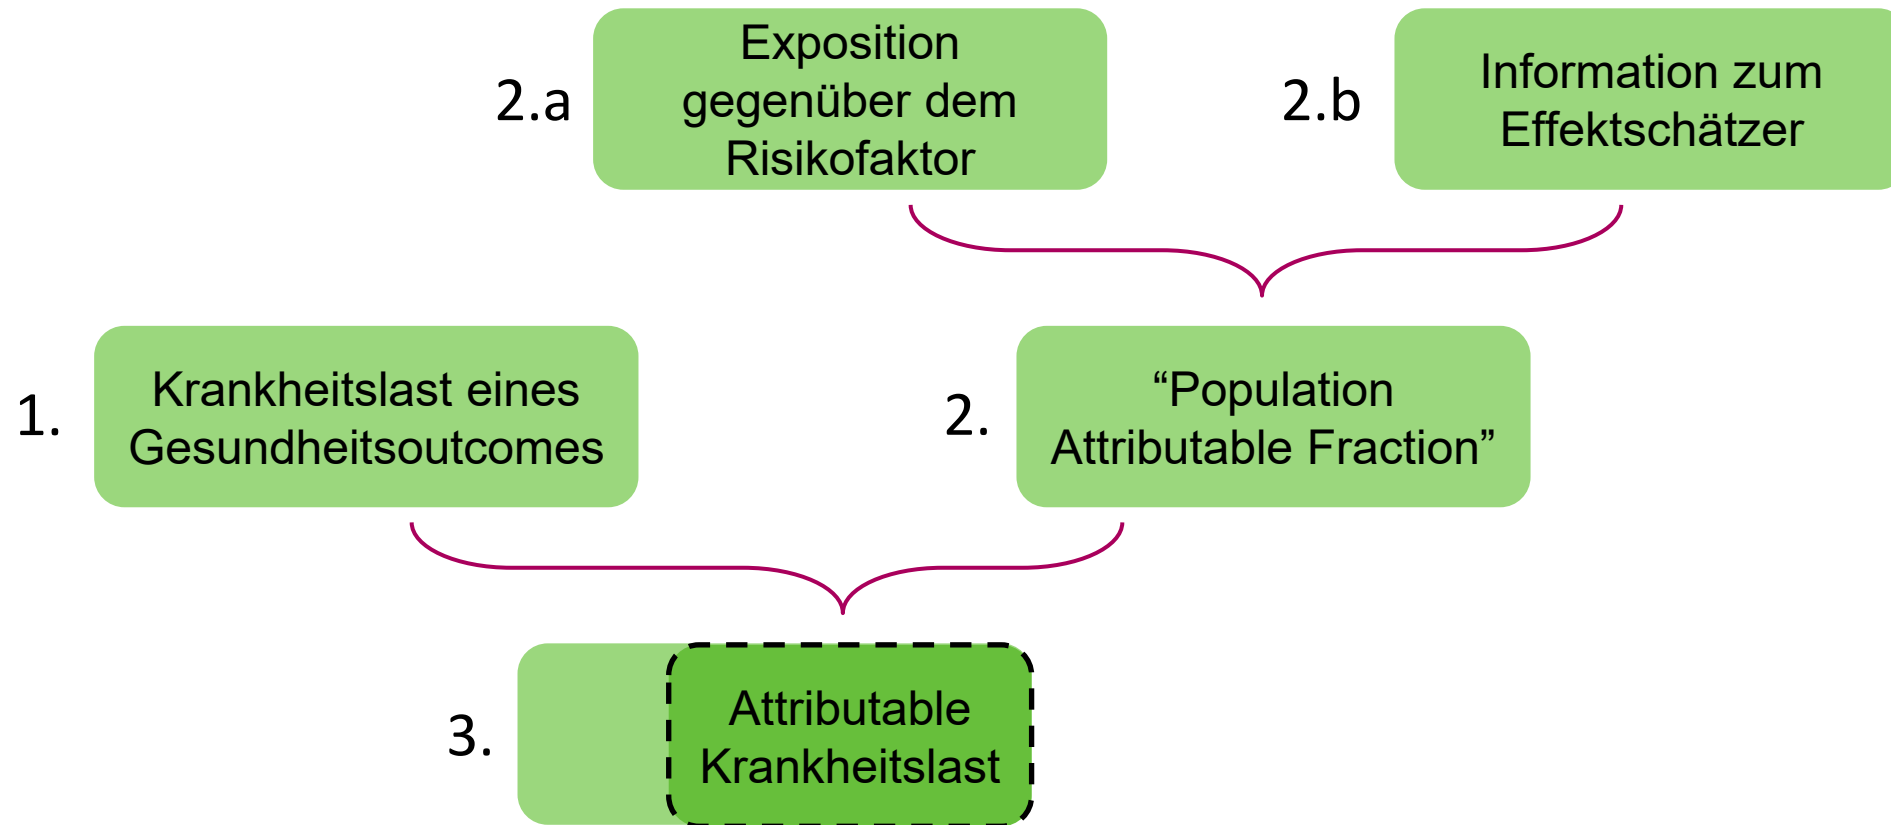 2.a
Exposition
gegenüber dem
Risikofaktor
2.b
Information zum
Effektschätzer
1.
Krankheitslast eines
Gesundheitsoutcomes
2.
“Population
Attributable Fraction”
3.
Attributable
Krankheitslast